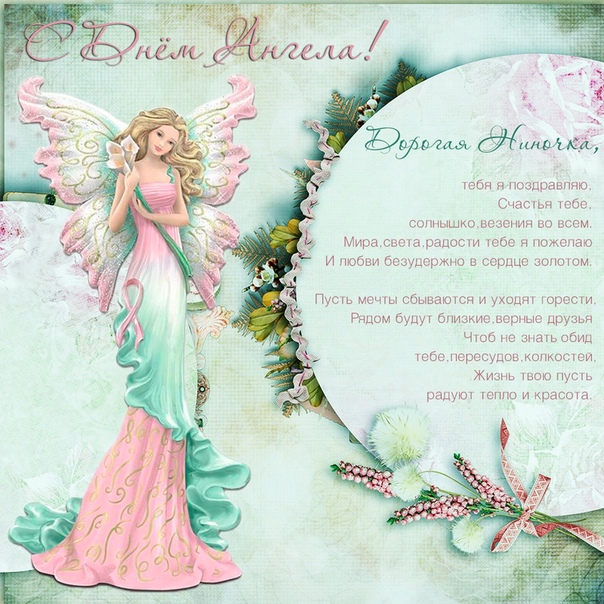 С Днём Ангела!
Дорогая Ниночка,
тебя я поздравляю.
Счастья тебе,
солнышко,везения во всем.
Мира,света,радости тебе я пожелаю
И любви безудержно в сердце золотом.
Пусть мечты сбываются и уходят горести,
Рядом будут близкие,верные друзья
Чтоб не знать обид
тебе,пересудов,колкостей,
Жизнь твою пусть
радуют тепло и красота.